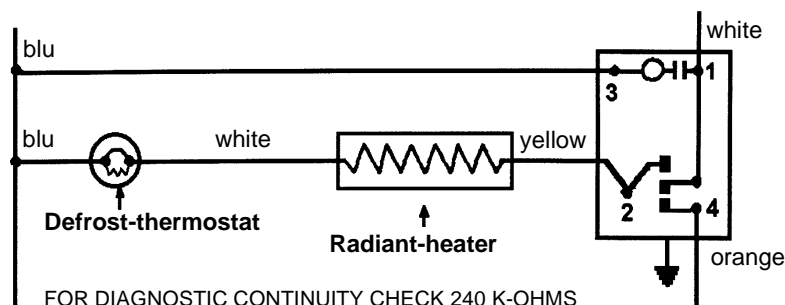 white
blu
3
1
blu
white
yellow
Defrost-thermostat
Radiant-heater
2
4
orange
FOR DIAGNOSTIC CONTINUITY CHECK 240 K-OHMS